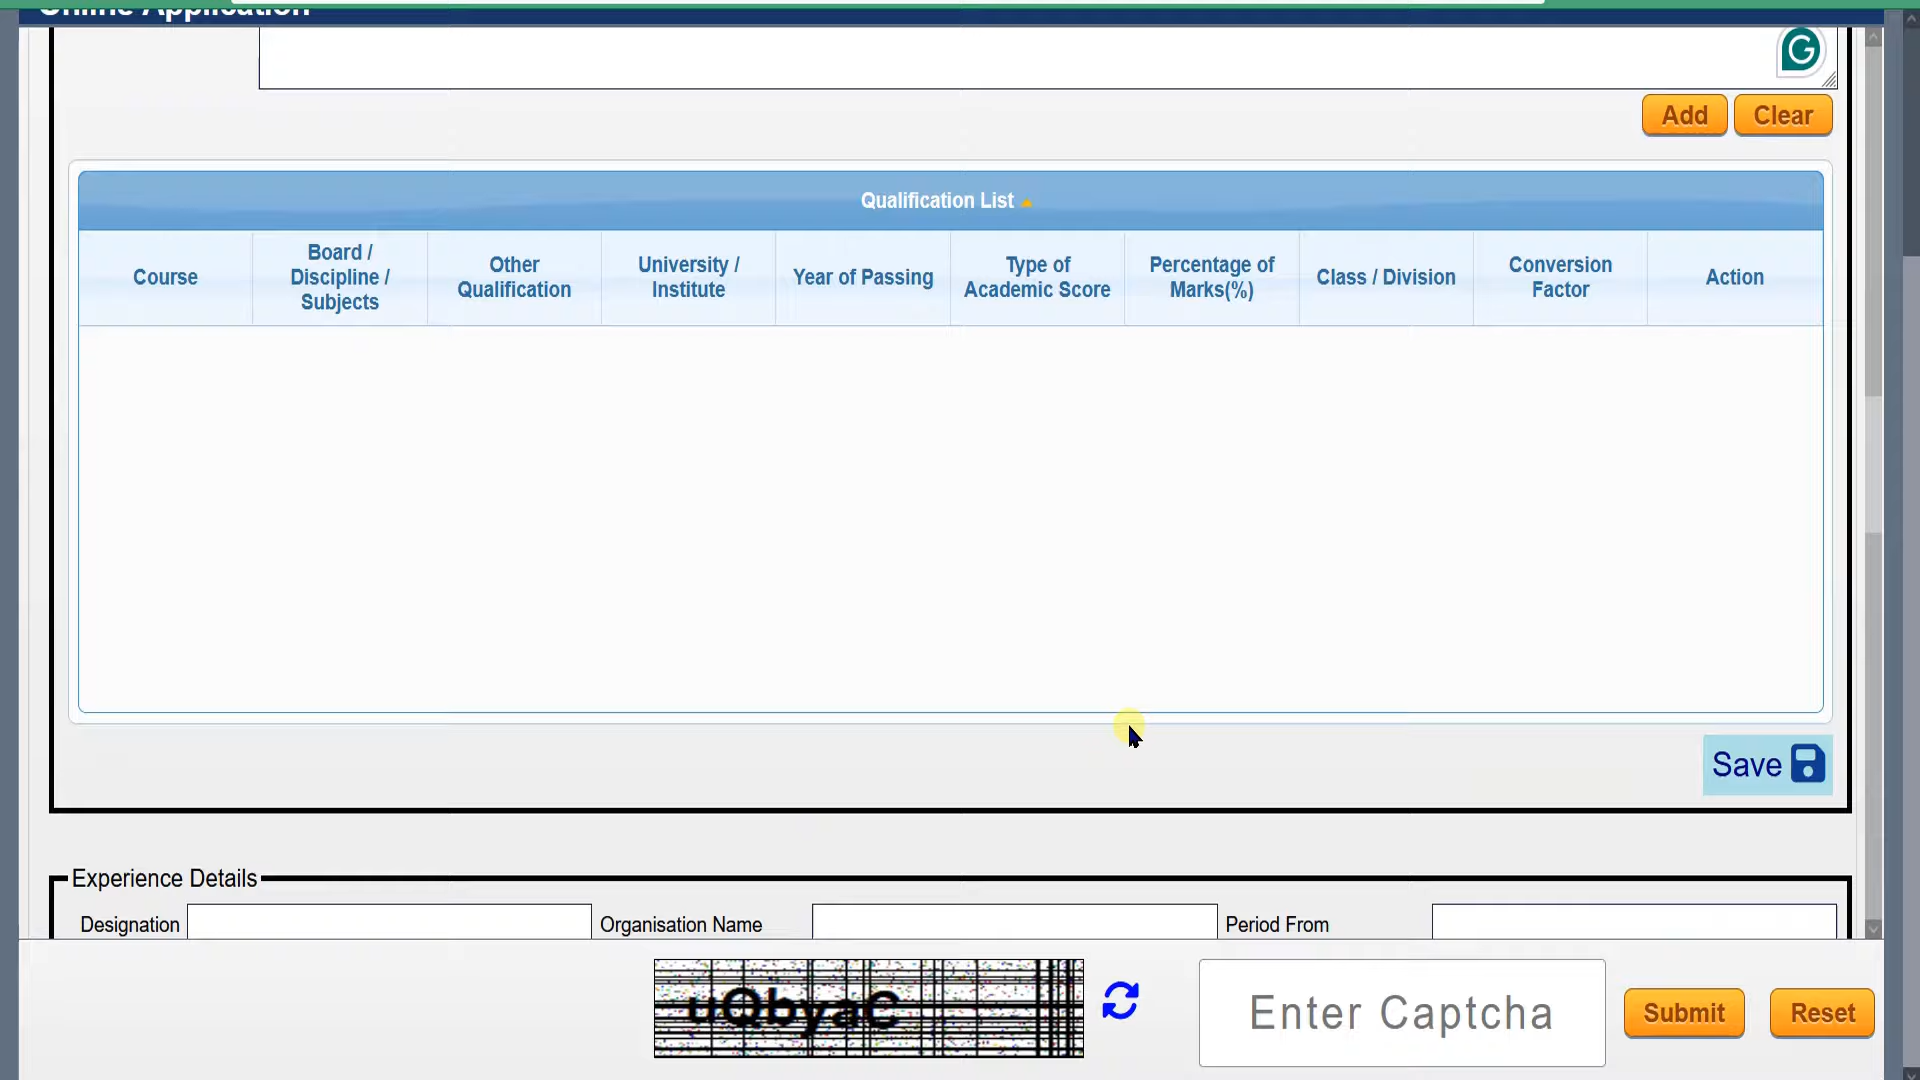 Online Application
G
Add Clear
Qualification List
Course
Board /
Discipline /
Subjects
Other
Qualification
University /
Institute
Year of Passing
Type of
Academic Score
Percentage of
Marks(%)
Class / Division
Conversion
Factor
Action
Save
Experience Details
Designation Organisation Name Period From
uQbyaC
Enter Captcha
Submit Reset